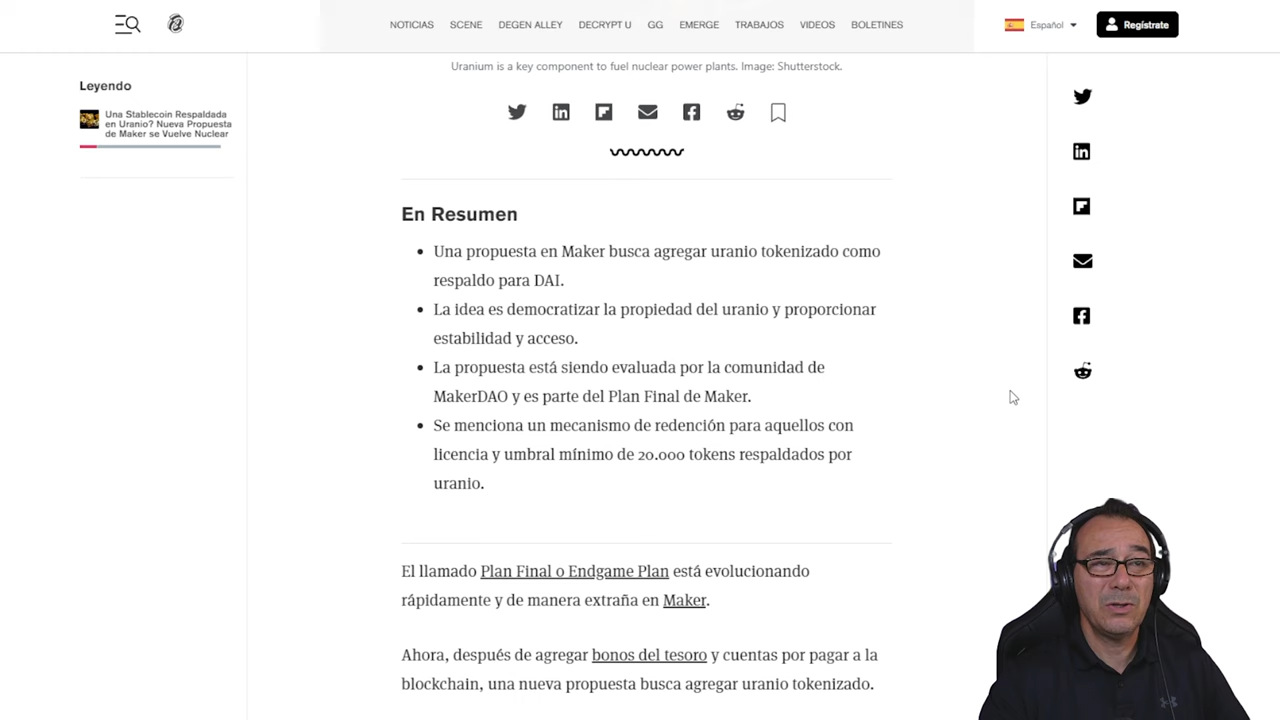 NOTICIAS SCENE DEGEN ALLEY DECRYPT U GG EMERGE TRABAJOS VIDEOS BOLETINES
Español
Regístrate
Leyendo
Una Stablecoin Respaldada
en Uranio? Nueva Propuesta
de Maker se Vuelve Nuclear
Uranium is a key component to fuel nuclear power plants. Image: Shutterstock.
En Resumen
Una propuesta en Maker busca agregar uranio tokenizado como
respaldo para DAI.
La idea es democratizar la propiedad del uranio y proporcionar
estabilidad y acceso.
La propuesta está siendo evaluada por la comunidad de
MakerDAO y es parte del Plan Final de Maker.
Se menciona un mecanismo de redención para aquellos con
licencia y umbral mínimo de 20.000 tokens respaldados por
uranio.
El llamado Plan Final o Endgame Plan está evolucionando
rápidamente y de manera extraña en Maker.
Ahora, después de agregar bonos del tesoro y cuentas por pagar a la
blockchain, una nueva propuesta busca agregar uranio tokenizado.